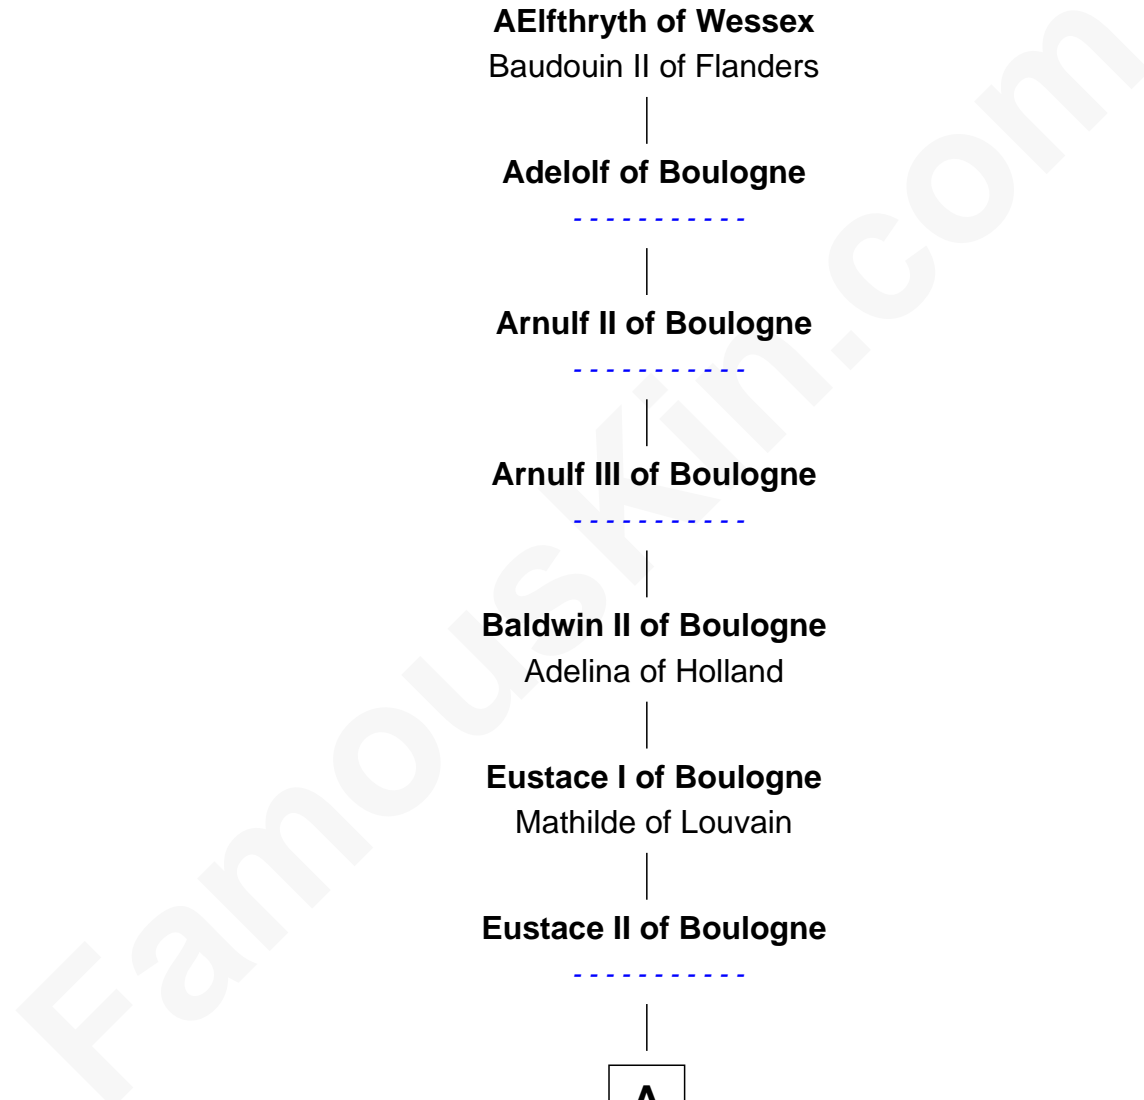 AElfthryth of Wessex
Baudouin II of Flanders
Adelolf of Boulogne
- - - - - - - - - - -
Arnulf II of Boulogne
- - - - - - - - - - -
Arnulf III of Boulogne
- - - - - - - - - - -
Baldwin II of Boulogne
Adelina of Holland
Eustace I of Boulogne
Mathilde of Louvain
Eustace II of Boulogne
- - - - - - - - - - -
A
FamousKin.com